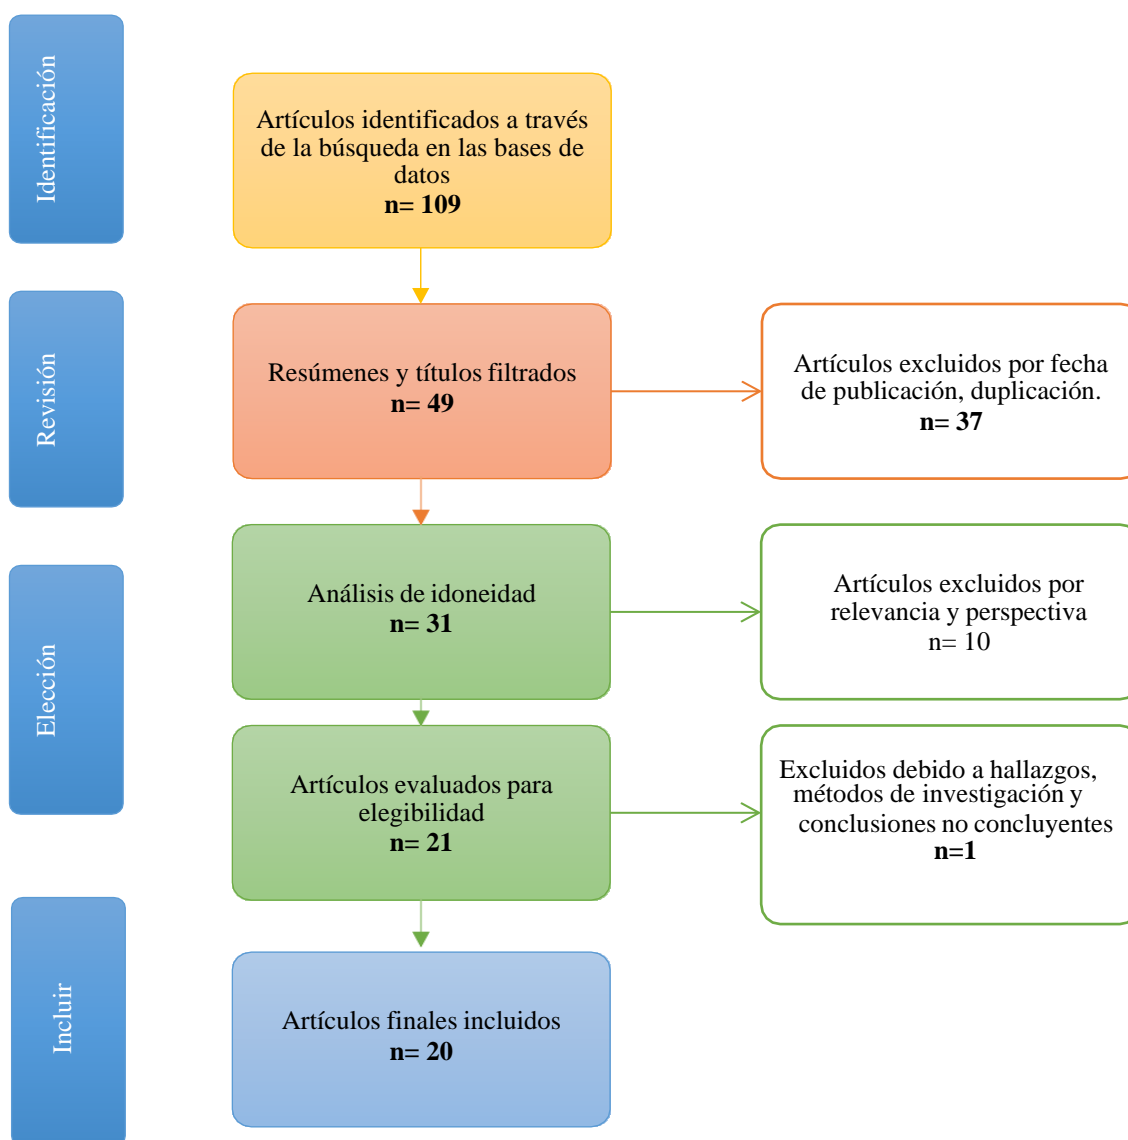 Identificación
Artículos identificados a través
de la búsqueda en las bases de
datos
n= 109
Revisión
Resúmenes y títulos filtrados
n= 49
Artículos excluidos por fecha
de publicación, duplicación.
n= 37
Elección
Análisis de idoneidad
n= 31
Artículos excluidos por
relevancia y perspectiva
n= 10
Artículos evaluados para
elegibilidad
n= 21
Excluidos debido a hallazgos,
métodos de investigación y
conclusiones no concluyentes
n=1
Incluir
Artículos finales incluidos
n= 20